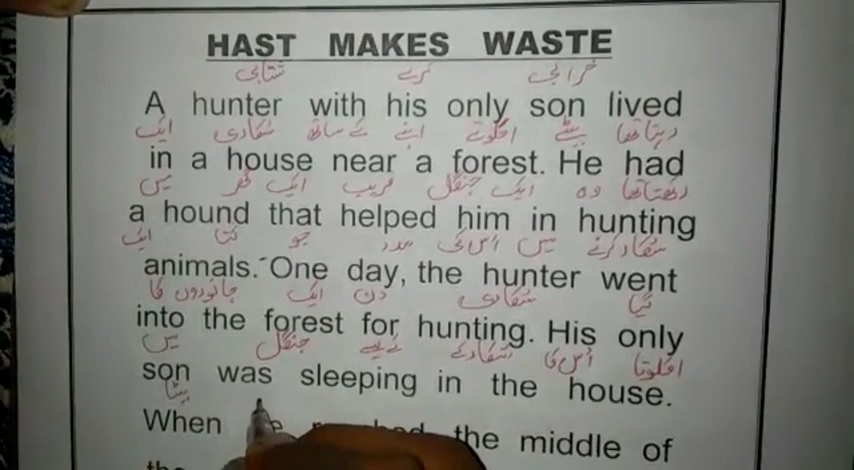 HAST MAKES WASTE
شتابی کرے خرابی
A hunter with his only son lived
ایک شکاری کے ساتھ اپنے اکلوتے بیٹے رہتا تھا
in a house near a forest. He had
میں ایک گھر قریب ایک جنگل وہ رکھتا تھا
a hound that helped him in hunting
ایک کتا جو مدد اس کی میں شکار کرنے
animals. One day, the hunter went
جانوروں کا ایک دن شکاری گیا
into the forest for hunting. His only
میں جنگل کے لیے شکار کے اُس کا اکلوتا
son was sleeping in the house.
بیٹا
When the middle of
the